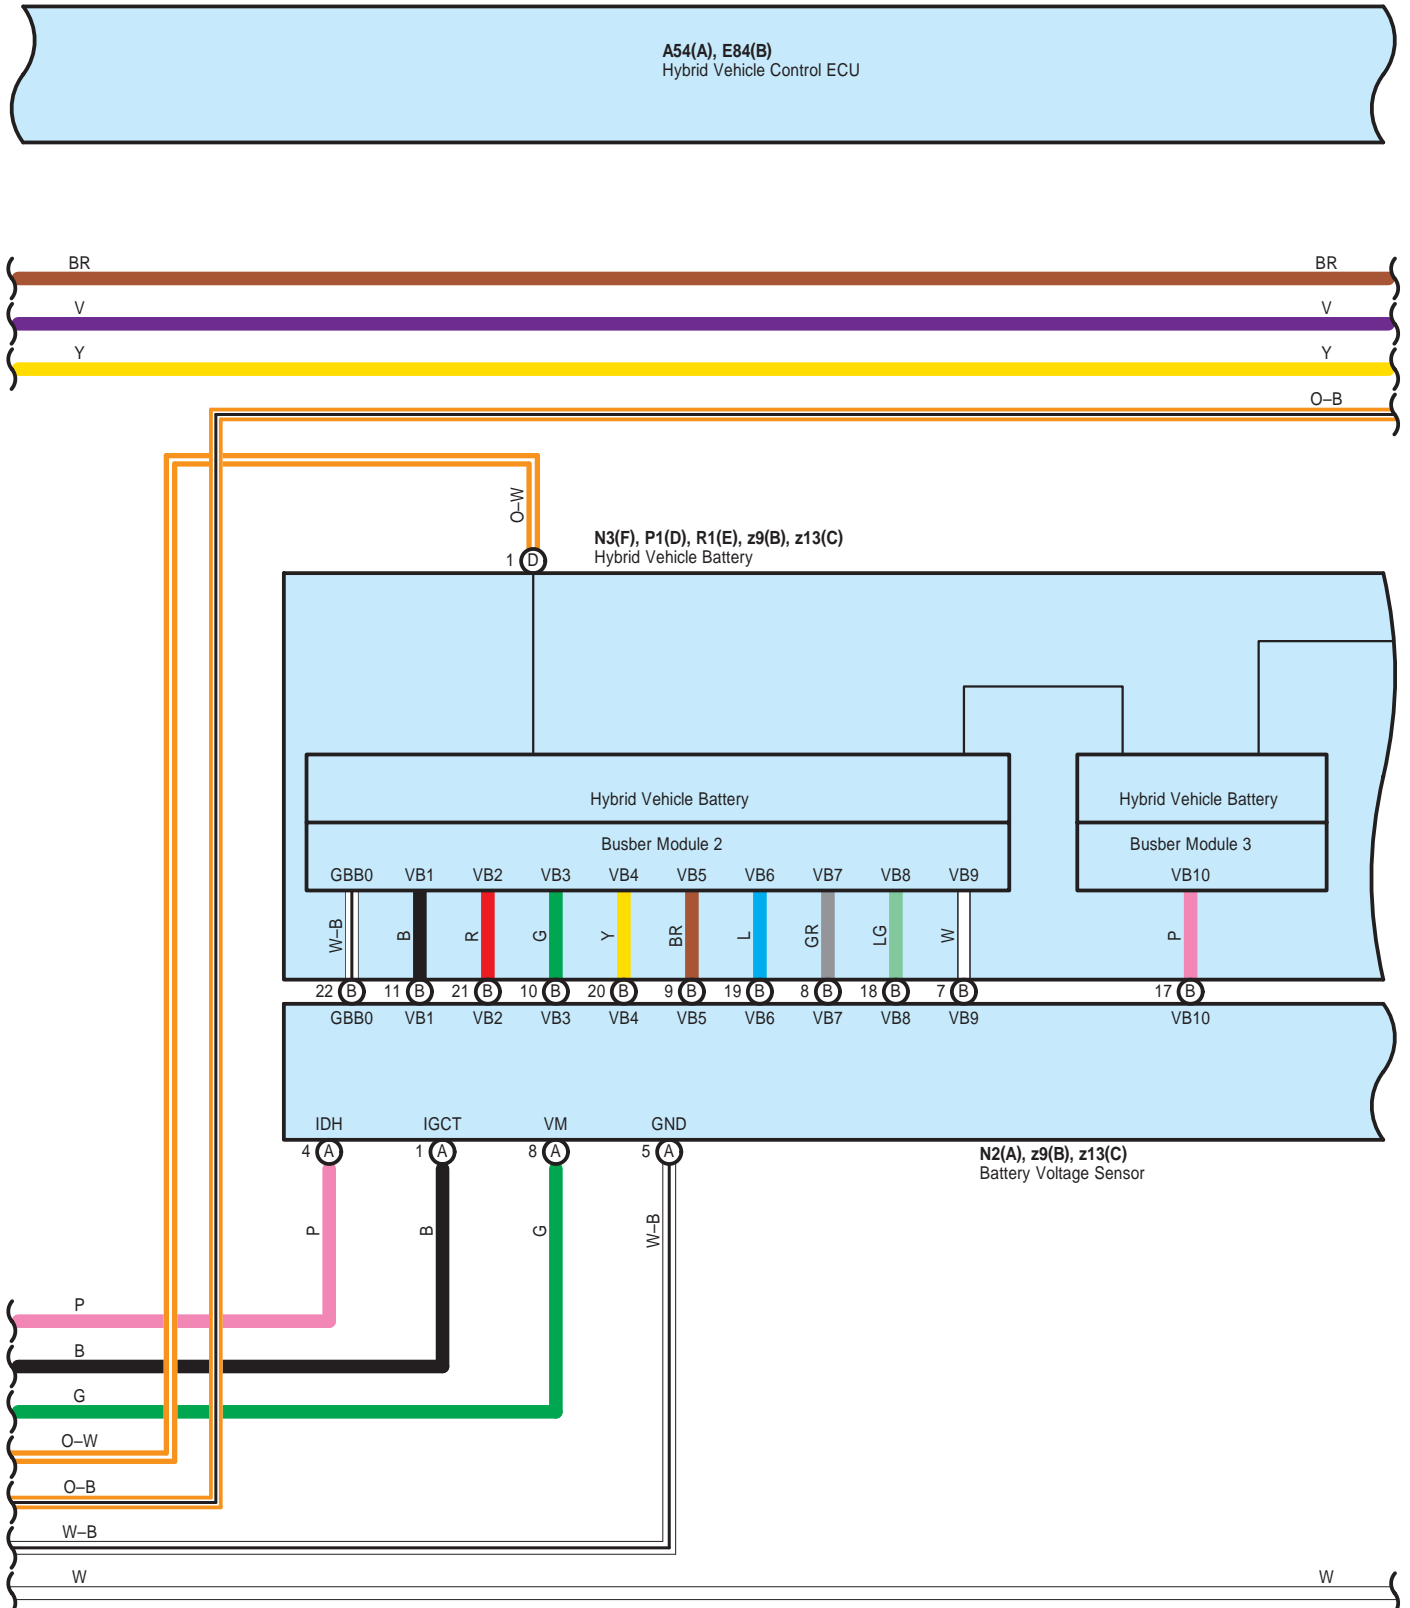 A54(A), E84(B)
Hybrid Vehicle Control ECU
BR BR
V V
Y Y
O–B
O–W
N3(F), P1(D), R1(E), z9(B), z13(C)
Hybrid Vehicle Battery
1 D
Hybrid Vehicle Battery Hybrid Vehicle Battery
Busber Module 2 Busber Module 3
GBB0 VB1 VB2 VB3 VB4 VB5 VB6 VB7 VB8 VB9 VB10
W–B B R G Y BR L GR LG W P
22 B 11 B 21 B 10 B 20 B 9 B 19 B 8 B 18 B 7 B 17 B
GBB0 VB1 VB2 VB3 VB4 VB5 VB6 VB7 VB8 VB9 VB10
IDH IGCT VM GND
4 A 1 A 8 A 5 A
N2(A), z9(B), z13(C)
Battery Voltage Sensor
P B G W–B
P
B
G
O–W
O–B
W–B
W W